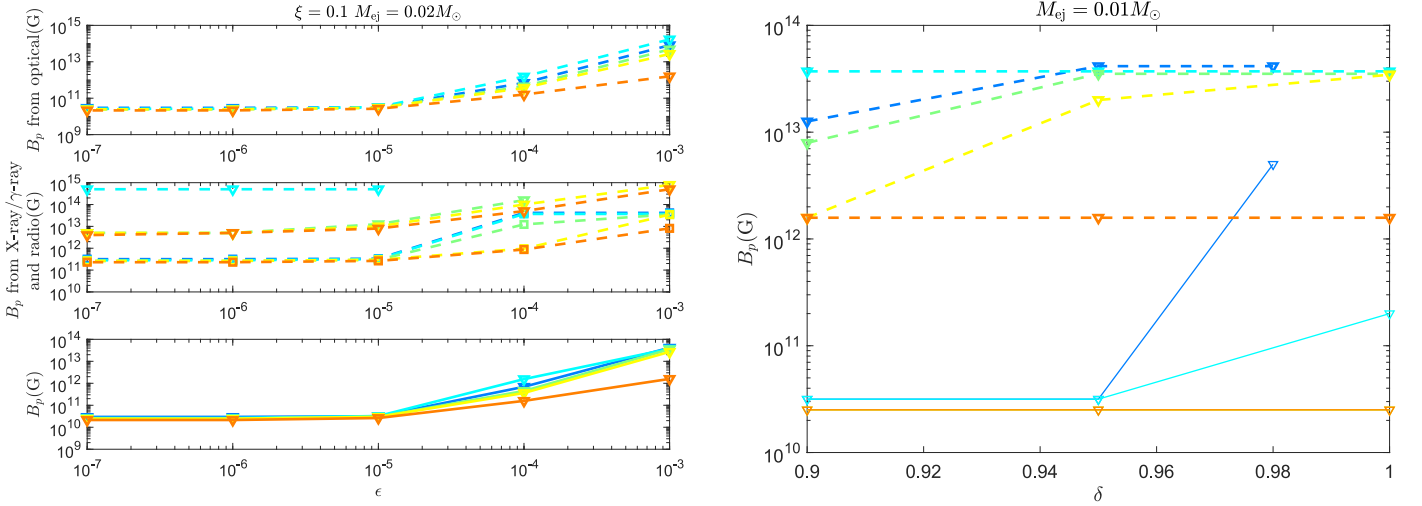 ξ = 0.1 M_ej = 0.02M_⊙
B_p from optical(G)
10^15
10^13
10^11
10^9
10^-7 10^-6 10^-5 10^-4 10^-3
B_p from X-ray/γ-ray
and radio(G)
10^15
10^14
10^13
10^12
10^11
10^10
10^-7 10^-6 10^-5 10^-4 10^-3
B_p(G)
10^14
10^13
10^12
10^11
10^10
10^9
10^-7 10^-6 10^-5 10^-4 10^-3
ϵ
M_ej = 0.01M_⊙
B_p(G)
10^14
10^13
10^12
10^11
10^10
0.9 0.92 0.94 0.96 0.98 1
δ